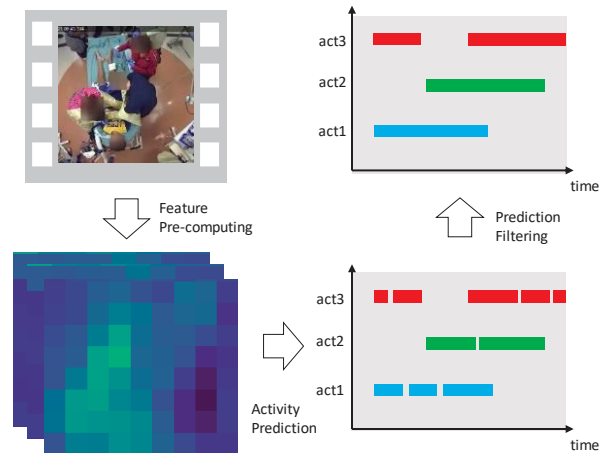 act3
act2
act1
time
Feature
Pre-computing
Prediction
Filtering
act3
act2
act1
time
Activity
Prediction